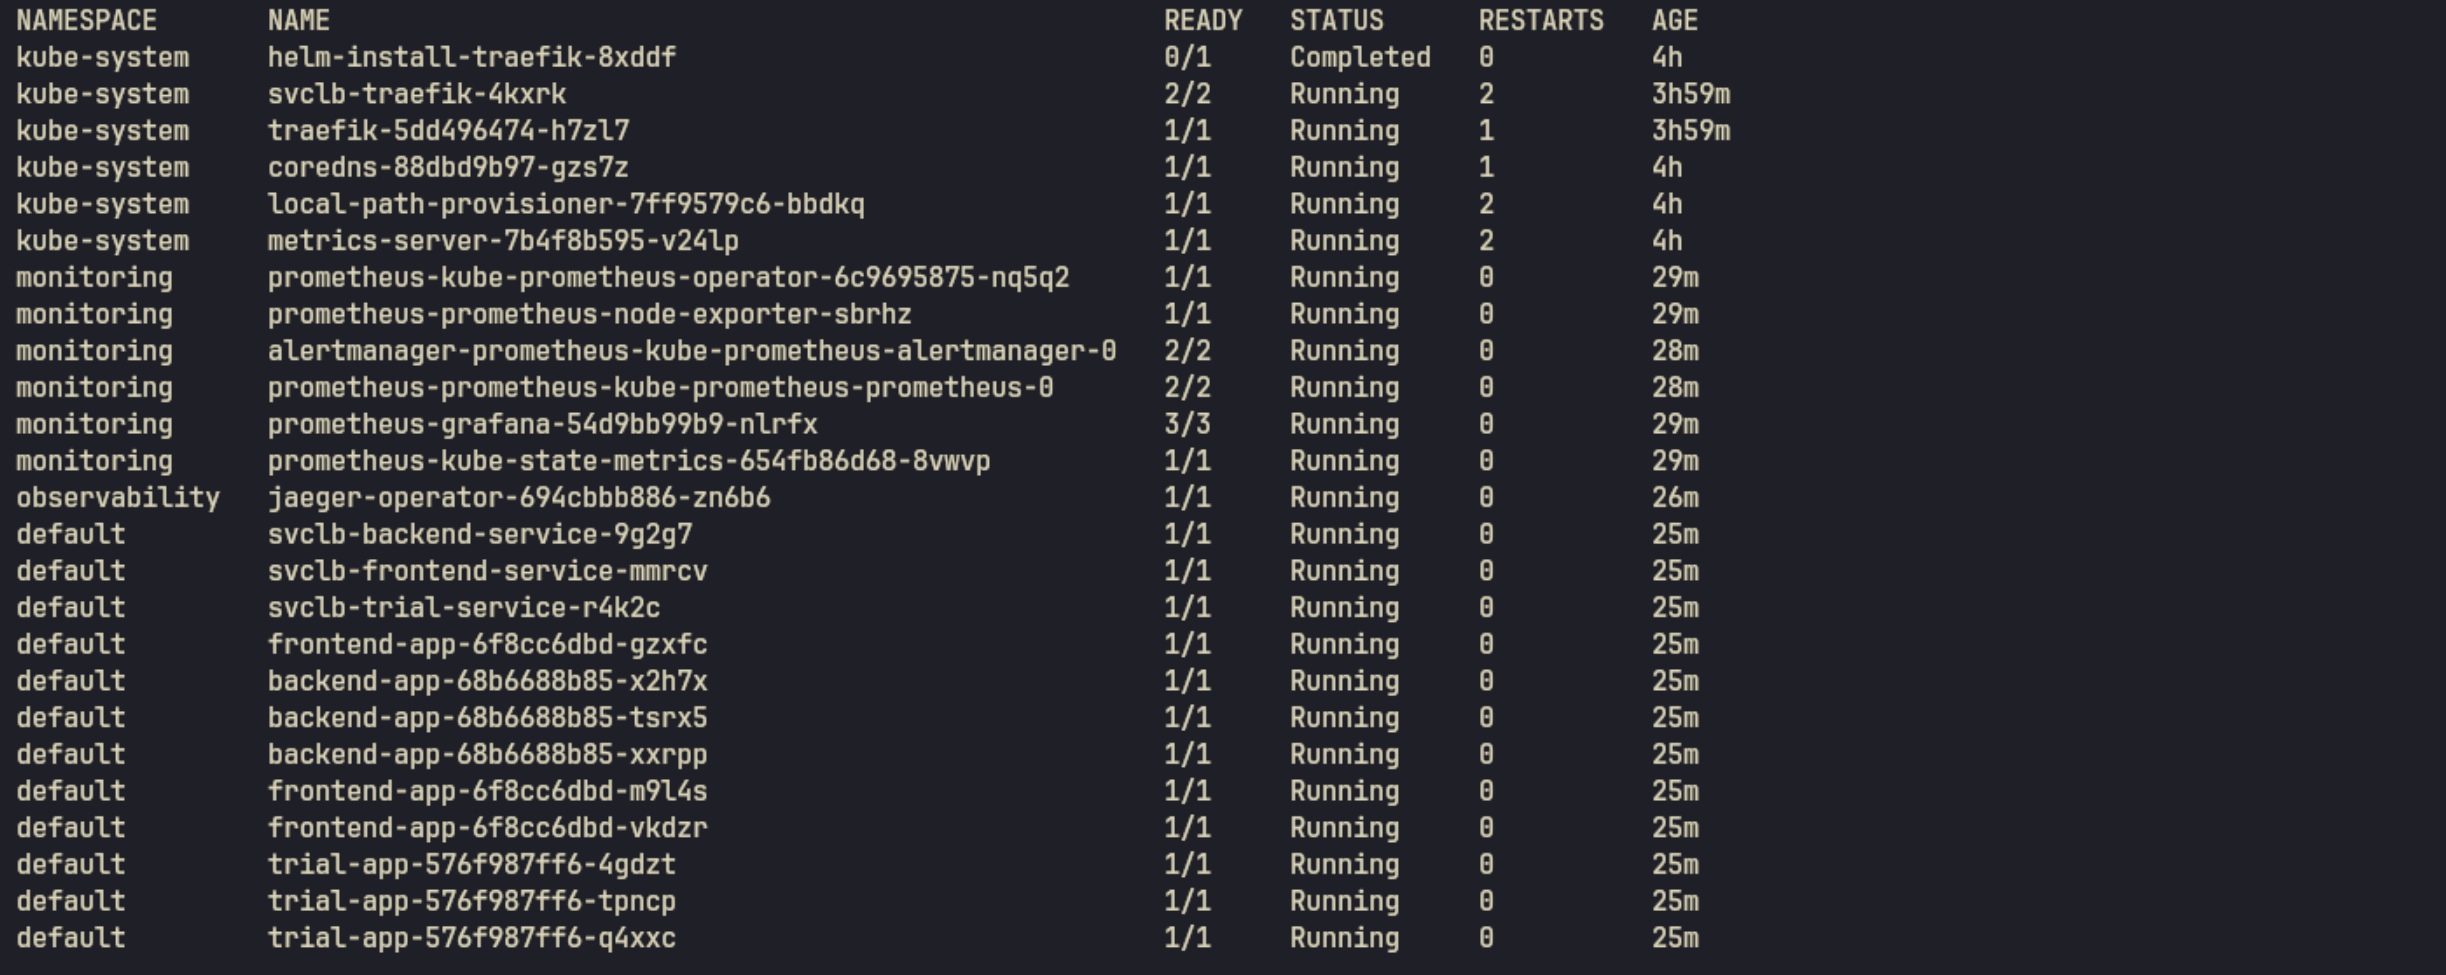 NAMESPACE NAME READY STATUS RESTARTS AGE
kube-system helm-install-traefik-8xddf 0/1 Completed 0 4h
kube-system svclb-traefik-4kxrk 2/2 Running 2 3h59m
kube-system traefik-5dd496474-h7zl7 1/1 Running 1 3h59m
kube-system coredns-88dbd9b97-gzs7z 1/1 Running 1 4h
kube-system local-path-provisioner-7ff9579c6-bbdkq 1/1 Running 2 4h
kube-system metrics-server-7b4f8b595-v24lp 1/1 Running 2 4h
monitoring prometheus-kube-prometheus-operator-6c9695875-nq5q2 1/1 Running 0 29m
monitoring prometheus-prometheus-node-exporter-sbrhz 1/1 Running 0 29m
monitoring alertmanager-prometheus-kube-prometheus-alertmanager-0 2/2 Running 0 28m
monitoring prometheus-prometheus-kube-prometheus-prometheus-0 2/2 Running 0 28m
monitoring prometheus-grafana-54d9bb99b9-nlrfx 3/3 Running 0 29m
monitoring prometheus-kube-state-metrics-654fb86d68-8vwvp 1/1 Running 0 29m
observability jaeger-operator-694cbbb886-zn6b6 1/1 Running 0 26m
default svclb-backend-service-9g2g7 1/1 Running 0 25m
default svclb-frontend-service-mmrcv 1/1 Running 0 25m
default svclb-trial-service-r4k2c 1/1 Running 0 25m
default frontend-app-6f8cc6dbd-gzxfc 1/1 Running 0 25m
default backend-app-68b6688b85-x2h7x 1/1 Running 0 25m
default backend-app-68b6688b85-tsrx5 1/1 Running 0 25m
default backend-app-68b6688b85-xxrpp 1/1 Running 0 25m
default frontend-app-6f8cc6dbd-m9l4s 1/1 Running 0 25m
default frontend-app-6f8cc6dbd-vkdzr 1/1 Running 0 25m
default trial-app-576f987ff6-4gdzt 1/1 Running 0 25m
default trial-app-576f987ff6-tpncp 1/1 Running 0 25m
default trial-app-576f987ff6-q4xxc 1/1 Running 0 25m